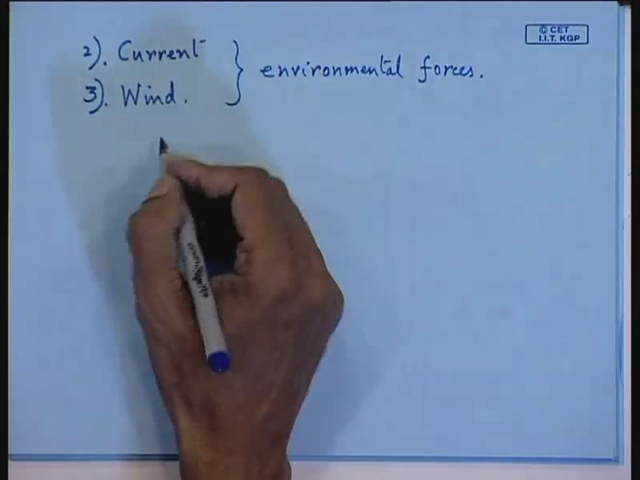 © CET
I.I.T. KGP
2). Current
3). Wind.
} environmental forces.